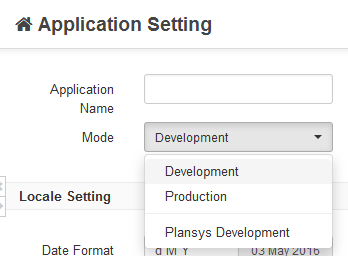 Application Setting
Application
Name
Mode
Development
Development
Production
Plansys Development
Locale Setting
Date Format
d M Y
03 May 2016